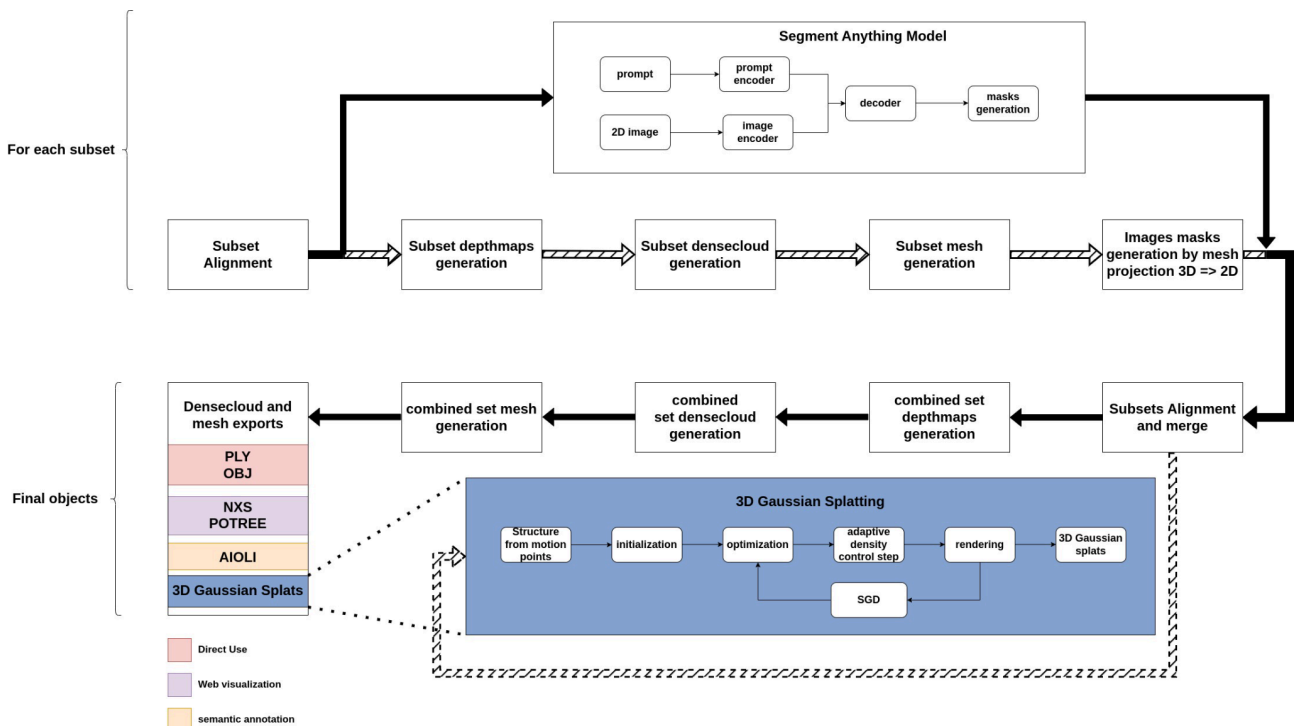 Segment Anything Model
prompt
prompt
encoder
decoder
masks
generation
2D image
image
encoder
For each subset
Subset
Alignment
Subset depthmaps
generation
Subset densecloud
generation
Subset mesh
generation
Images masks
generation by mesh
projection 3D => 2D
Densecloud and
mesh exports
combined set mesh
generation
combined
set densecloud
generation
combined set
depthmaps
generation
Subsets Alignment
and merge
Final objects
PLY
OBJ
NXS
POTREE
AIOLI
3D Gaussian Splats
3D Gaussian Splatting
Structure
from motion
points
initialization
optimization
adaptive
density
control step
rendering
3D Gaussian
splats
SGD
Direct Use
Web visualization
semantic annotation